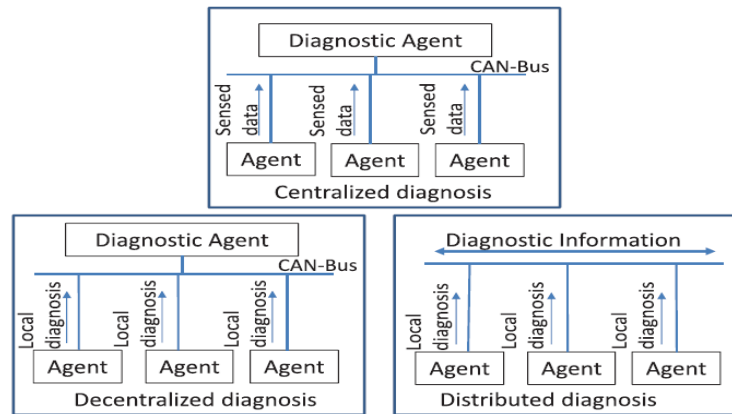 Diagnostic Agent
CAN-Bus
Sensed data
Sensed data
Sensed data
Agent
Agent
Agent
Centralized diagnosis
Diagnostic Agent
CAN-Bus
Local diagnosis
Local diagnosis
Local diagnosis
Agent
Agent
Agent
Decentralized diagnosis
Diagnostic Information
Local diagnosis
Local diagnosis
Local diagnosis
Agent
Agent
Agent
Distributed diagnosis